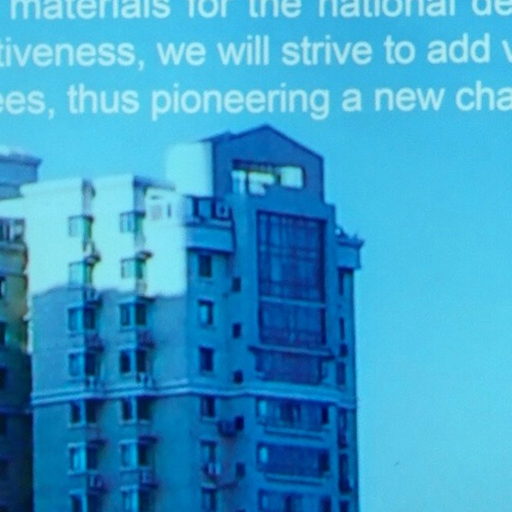 materials for the national de
tiveness, we will strive to add v
ees, thus pioneering a new cha